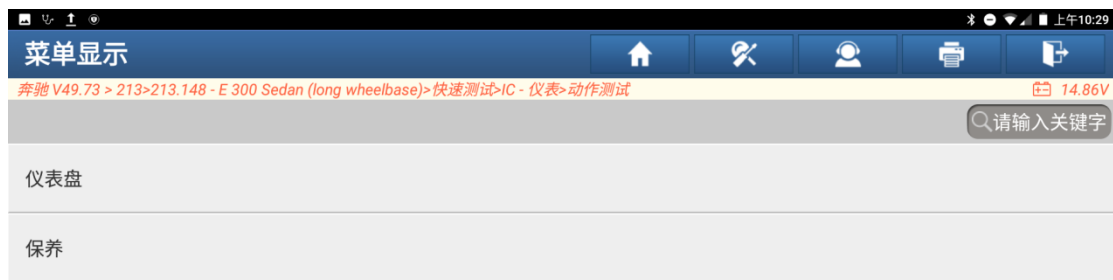 上午10:29
菜单显示
奔驰 V49.73 > 213>213.148 - E 300 Sedan (long wheelbase)>快速测试>IC - 仪表>动作测试 14.86V
请输入关键字
仪表盘
保养